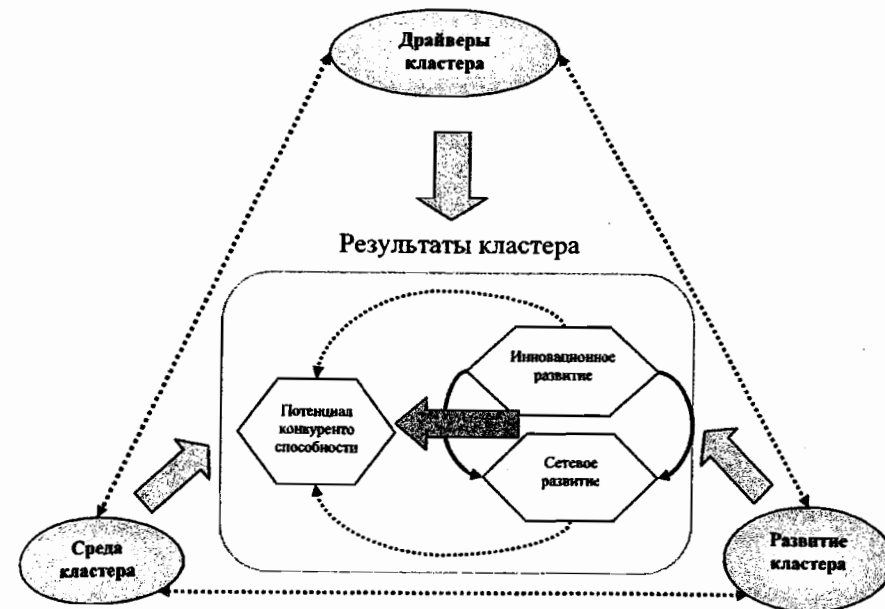 Драйверы
кластера
Результаты кластера
Инновационное
развитие
Потенциал
конкуренто
способности
Сетевое
развитие
Среда
кластера
Развитие
кластера